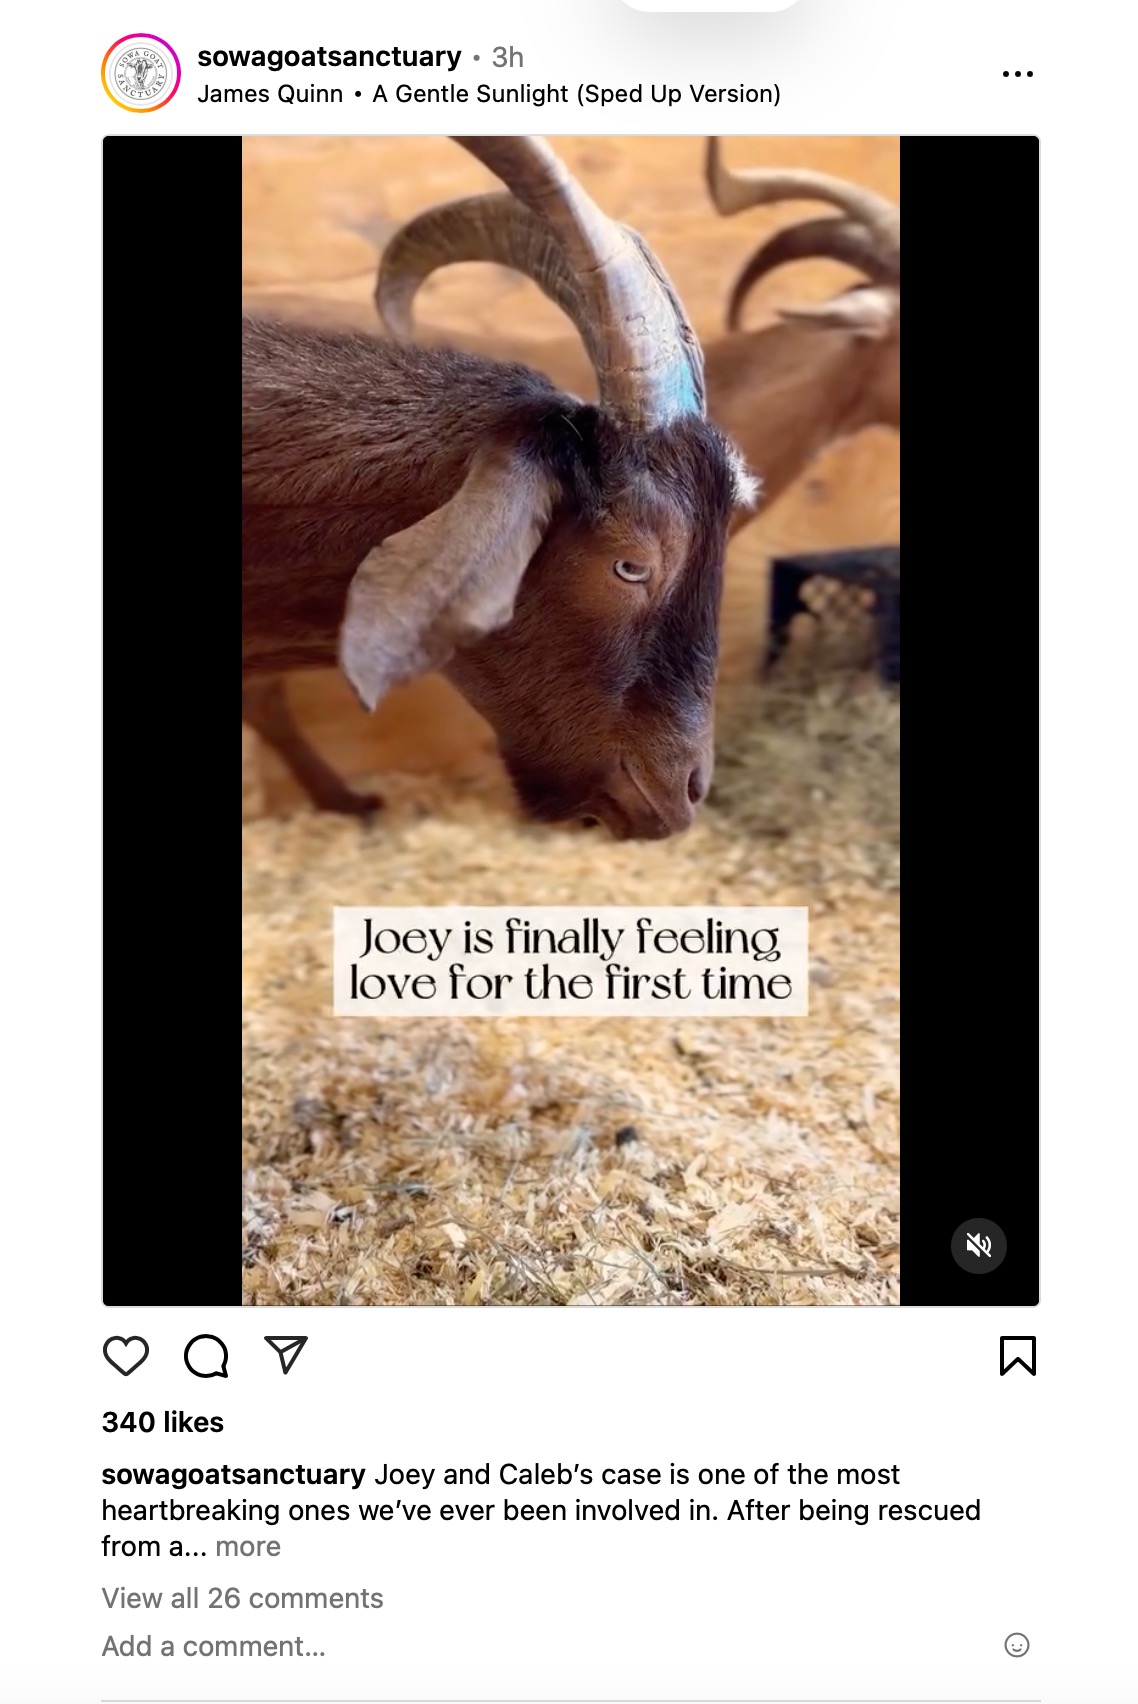 SOWA GOAT SANCTUARY
sowagoatsanctuary • 3h
James Quinn • A Gentle Sunlight (Sped Up Version)
Joey is finally feeling
love for the first time
340 likes
sowagoatsanctuary Joey and Caleb’s case is one of the most
heartbreaking ones we’ve ever been involved in. After being rescued
from a... more
View all 26 comments
Add a comment...